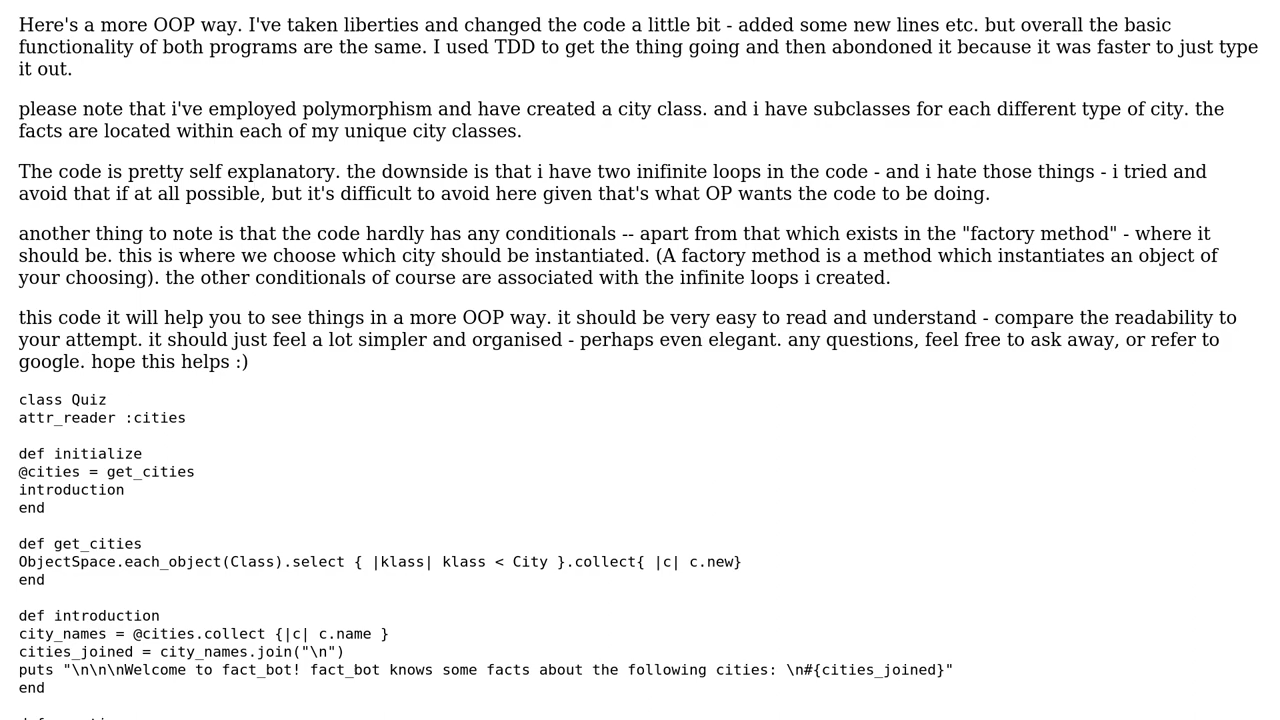 Here's a more OOP way. I've taken liberties and changed the code a little bit - added some new lines etc. but overall the basic
functionality of both programs are the same. I used TDD to get the thing going and then abondoned it because it was faster to just type
it out.
please note that i've employed polymorphism and have created a city class. and i have subclasses for each different type of city. the
facts are located within each of my unique city classes.
The code is pretty self explanatory. the downside is that i have two inifinite loops in the code - and i hate those things - i tried and
avoid that if at all possible, but it's difficult to avoid here given that's what OP wants the code to be doing.
another thing to note is that the code hardly has any conditionals -- apart from that which exists in the "factory method" - where it
should be. this is where we choose which city should be instantiated. (A factory method is a method which instantiates an object of
your choosing). the other conditionals of course are associated with the infinite loops i created.
this code it will help you to see things in a more OOP way. it should be very easy to read and understand - compare the readability to
your attempt. it should just feel a lot simpler and organised - perhaps even elegant. any questions, feel free to ask away, or refer to
google. hope this helps :)
class Quiz
attr_reader :cities
def initialize
@cities = get_cities
introduction
end
def get_cities
ObjectSpace.each_object(Class).select { |klass| klass < City }.collect{ |c| c.new}
end
def introduction
city_names = @cities.collect {|c| c.name }
cities_joined = city_names.join("\n")
puts "\n\n\nWelcome to fact_bot! fact_bot knows some facts about the following cities: \n#{cities_joined}"
end